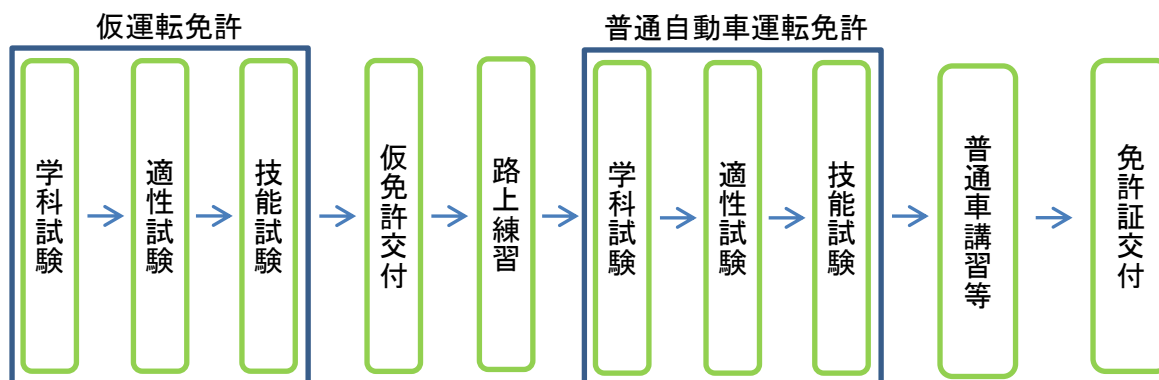 仮運転免許
普通自動車運転免許
学科試験
適性試験
技能試験
仮免許交付
路上練習
学科試験
適性試験
技能試験
普通車講習等
免許証交付